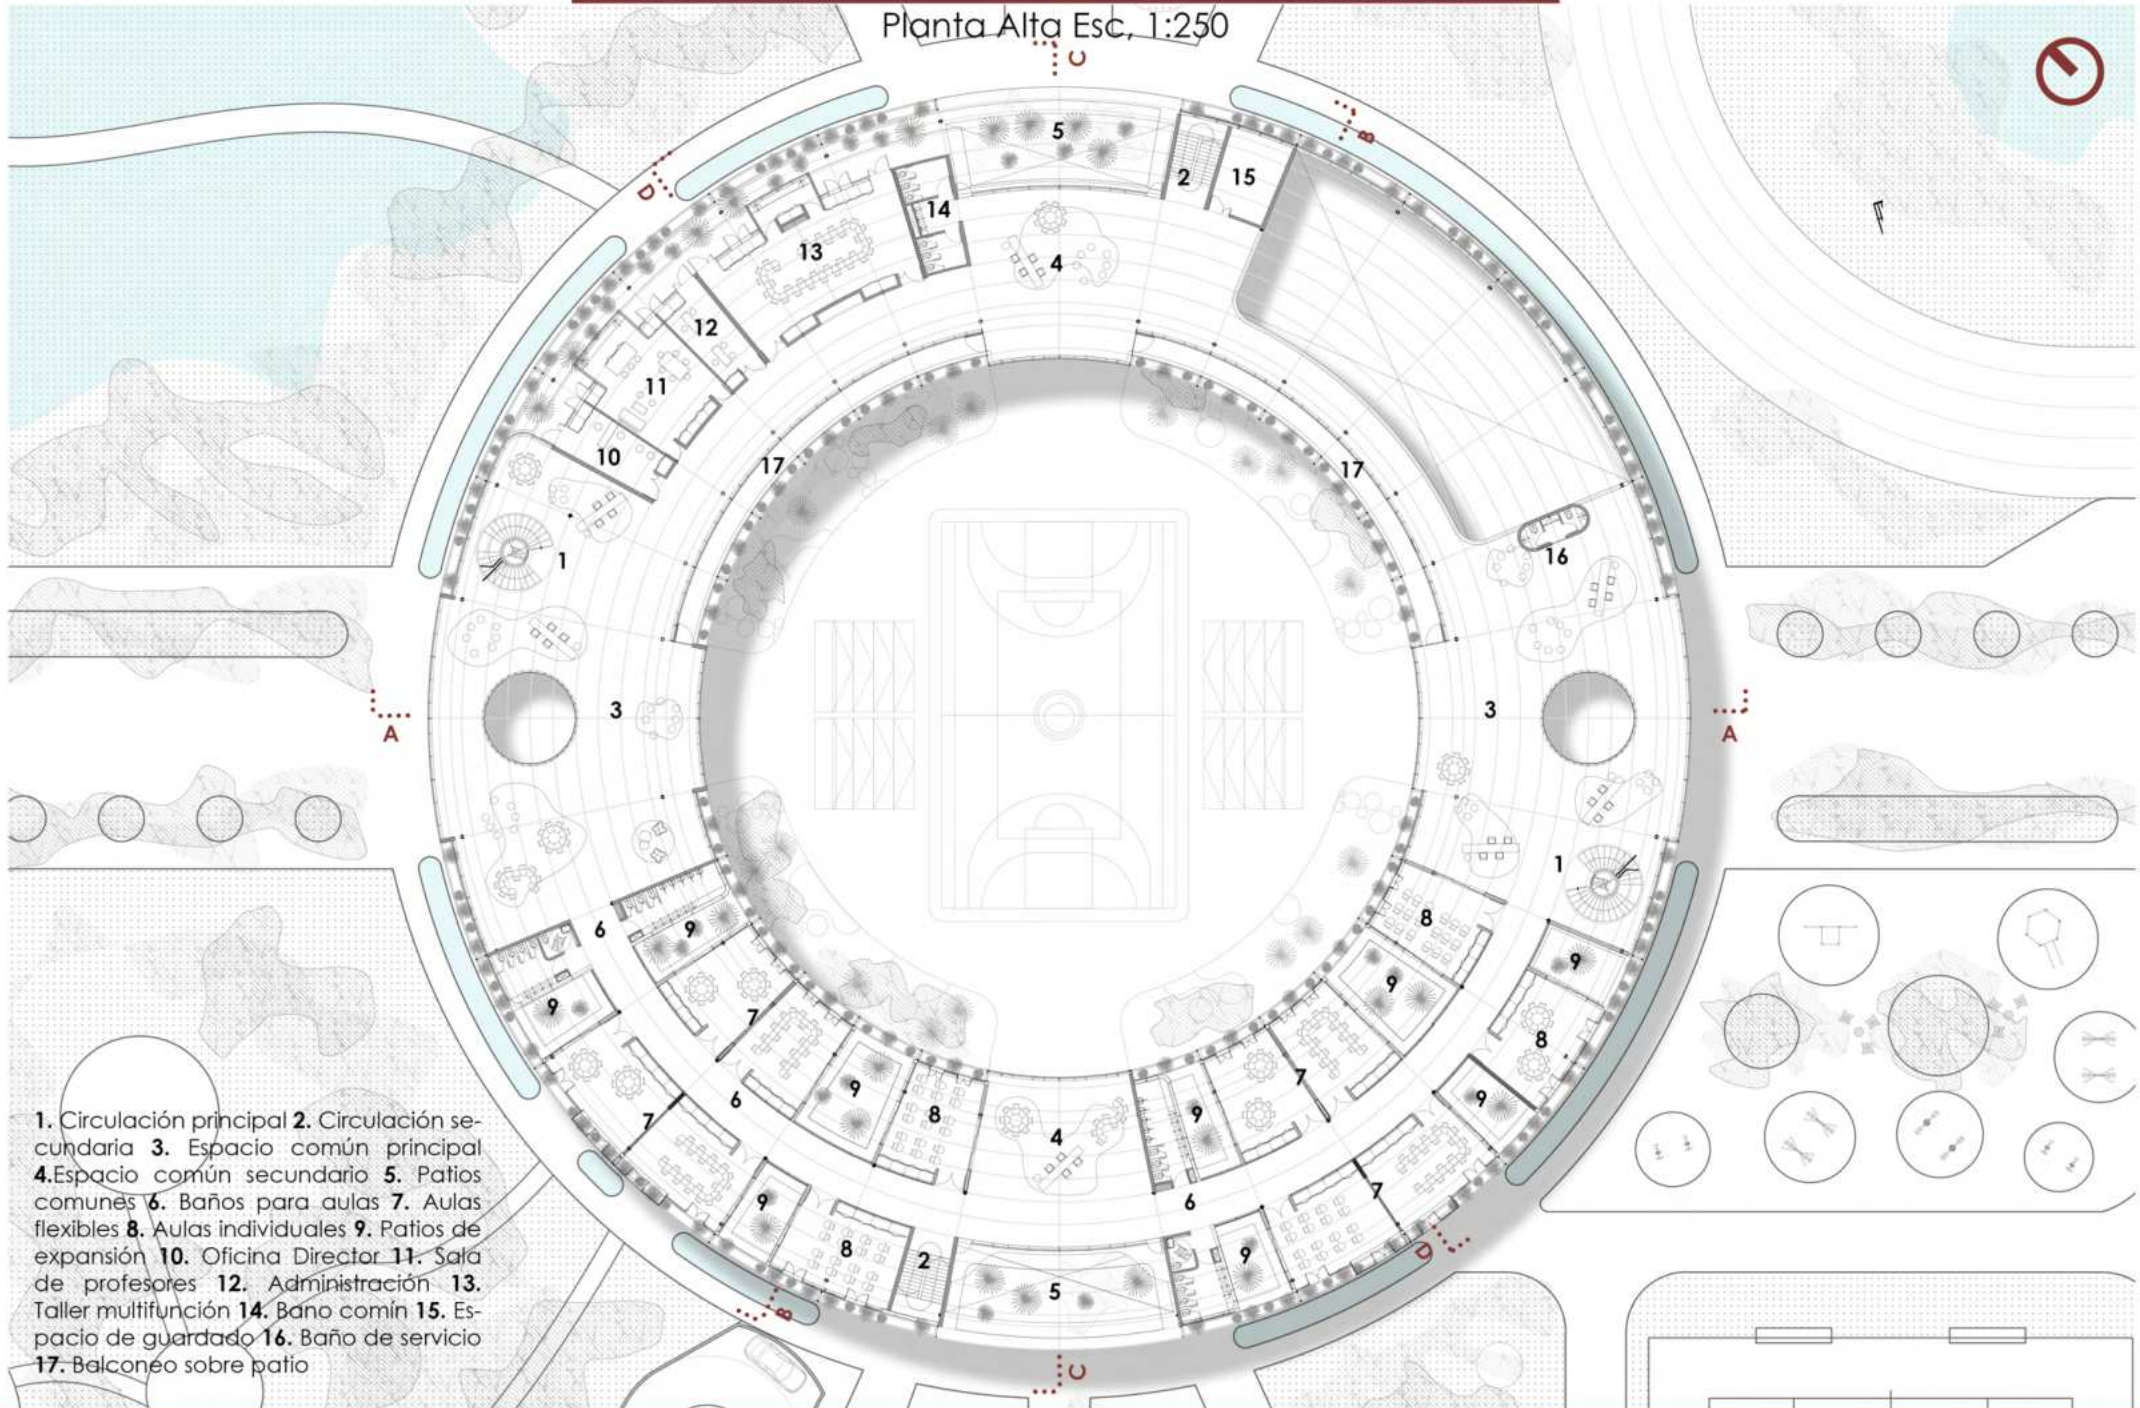 Planta Alta Esc, 1:250
C
B
D
5
2
15
14
13
4
12
11
10
17
17
1
16
3
3
A
A
1
6
9
8
9
9
9
7
8
7
6
9
8
4
9
7
9
7
6
7
9
8
2
5
9
D
B
C
1. Circulación principal 2. Circulación se-
cundaria 3. Espacio común principal
4.Espacio común secundario 5. Patios
comunes 6. Baños para aulas 7. Aulas
flexibles 8. Aulas individuales 9. Patios de
expansión 10. Oficina Director 11. Sala
de profesores 12. Administración 13.
Taller multifunción 14. Bano comín 15. Es-
pacio de guardado 16. Baño de servicio
17. Balconeo sobre patio